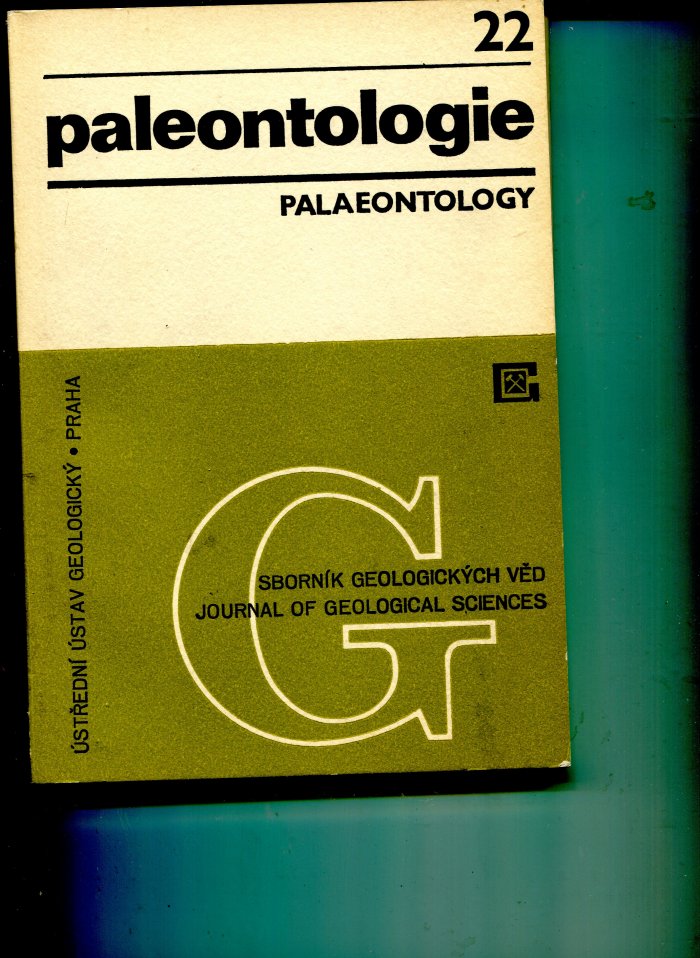 22
paleontologie
PALAEONTOLOGY
ÚSTŘEDNÍ ÚSTAV GEOLOGICKÝ • PRAHA
G
SBORNÍK GEOLOGICKÝCH VĚD
JOURNAL OF GEOLOGICAL SCIENCES